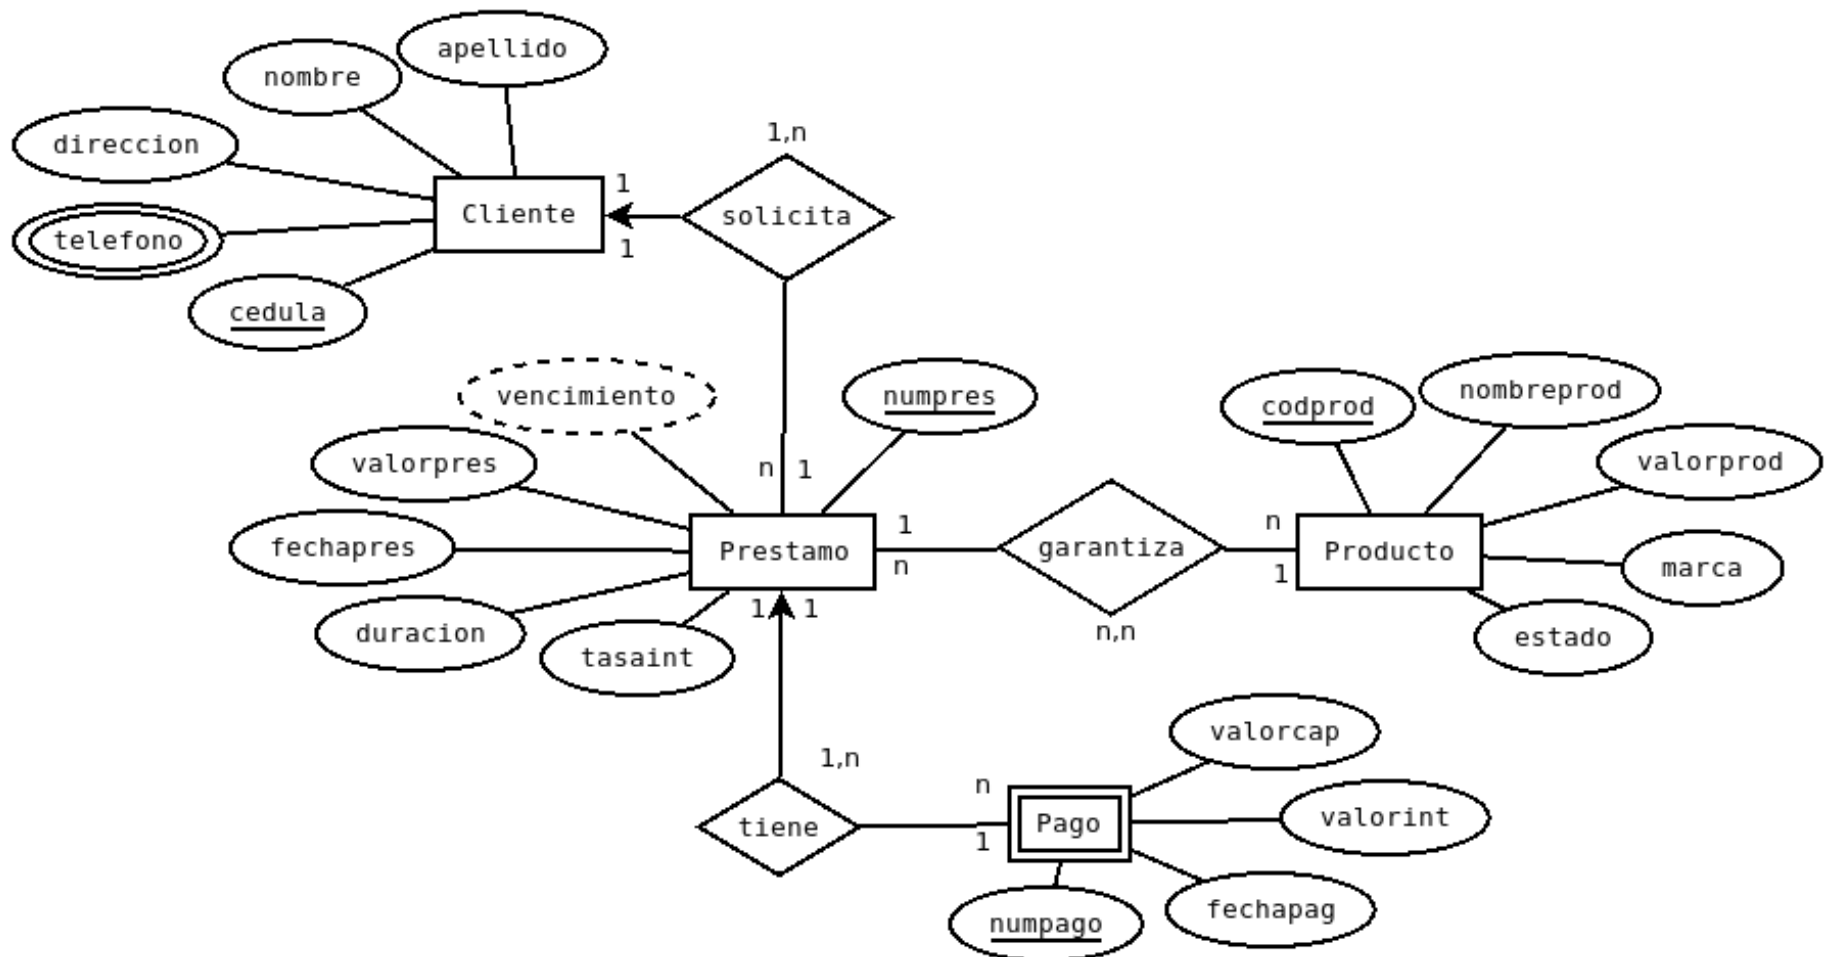 apellido
nombre
1,n
direccion
1
Cliente
solicita
telefono
1
cedula
vencimiento
numpres
codprod
nombreprod
valorpres
n 1
valorprod
1
n
fechapres
Prestamo
garantiza
Producto
n
1
marca
1 1
duracion
n,n
estado
tasaint
valorcap
1,n
n
tiene
Pago
valorint
1
fechapag
numpago